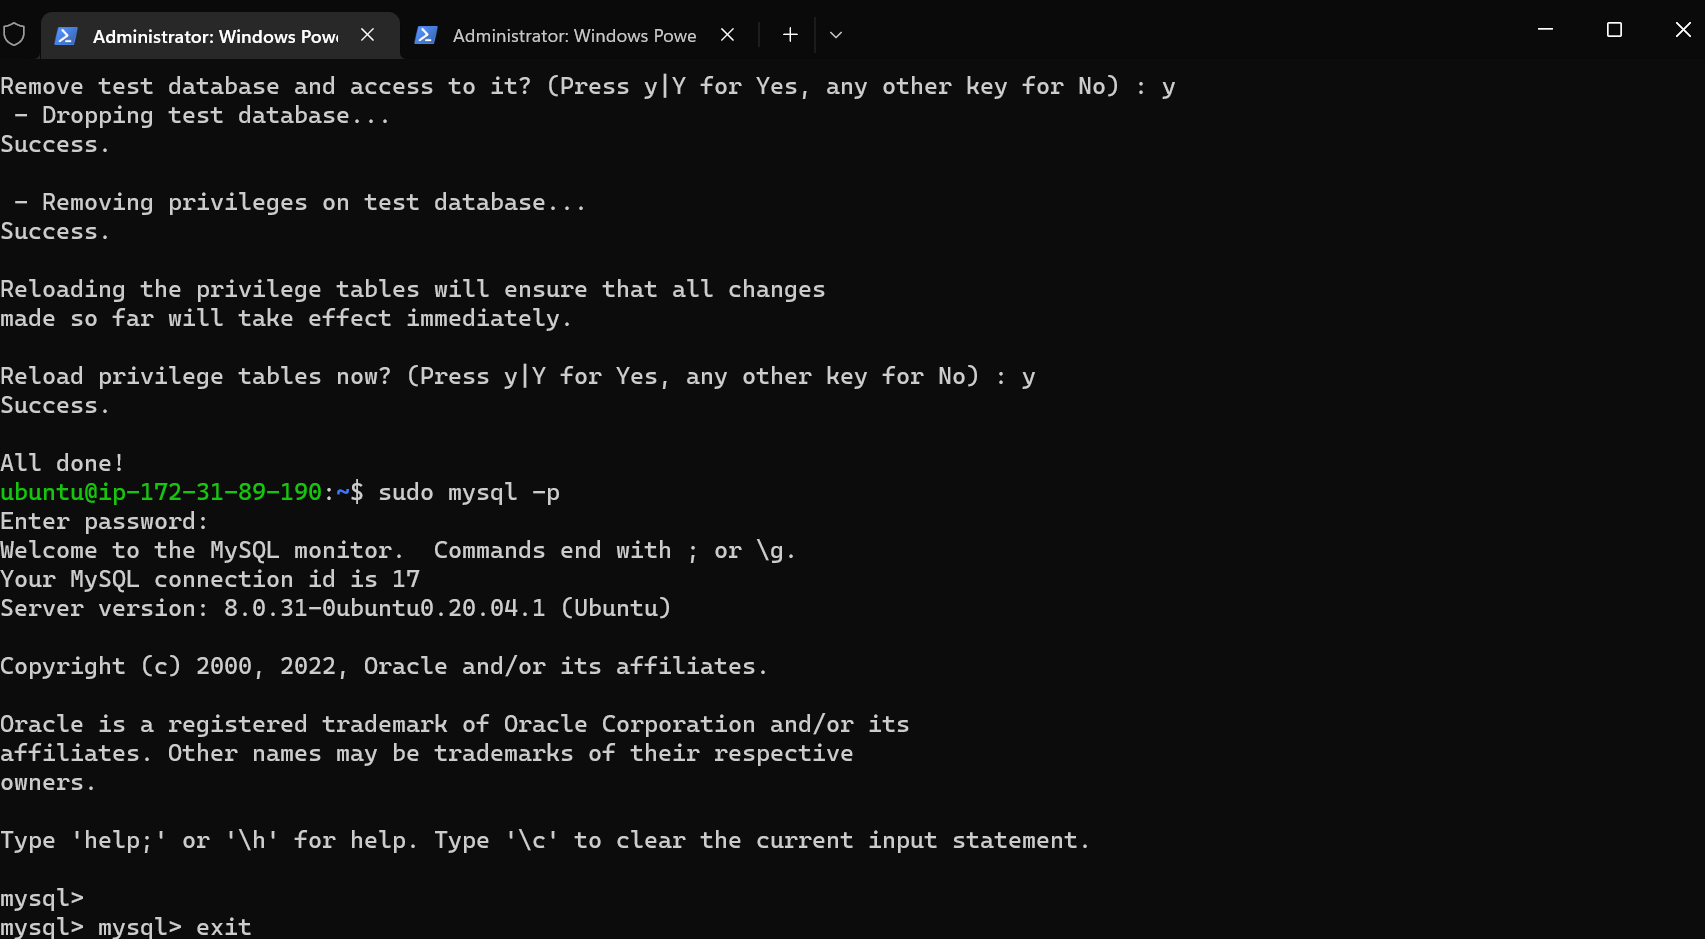 Administrator: Windows Powe
Administrator: Windows Powe
Remove test database and access to it? (Press y|Y for Yes, any other key for No) : y
 - Dropping test database...
Success.

 - Removing privileges on test database...
Success.

Reloading the privilege tables will ensure that all changes
made so far will take effect immediately.

Reload privilege tables now? (Press y|Y for Yes, any other key for No) : y
Success.

All done!
ubuntu@ip-172-31-89-190:~$ sudo mysql -p
Enter password:
Welcome to the MySQL monitor.  Commands end with ; or \g.
Your MySQL connection id is 17
Server version: 8.0.31-0ubuntu0.20.04.1 (Ubuntu)

Copyright (c) 2000, 2022, Oracle and/or its affiliates.

Oracle is a registered trademark of Oracle Corporation and/or its
affiliates. Other names may be trademarks of their respective
owners.

Type 'help;' or '\h' for help. Type '\c' to clear the current input statement.

mysql>
mysql> mysql> exit